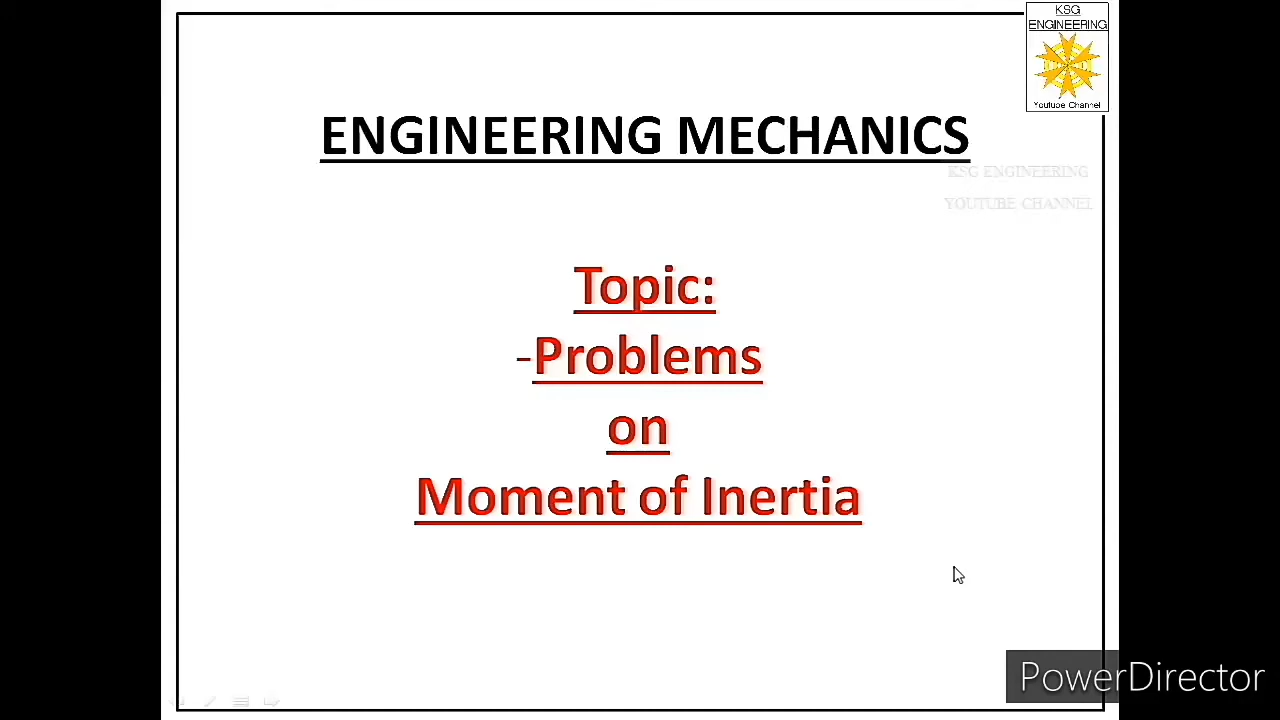 KSG
ENGINEERING
Youtube Channel
ENGINEERING MECHANICS
KSG ENGINEERING
YOUTUBE CHANNEL
Topic:
-Problems
on
Moment of Inertia
PowerDirector